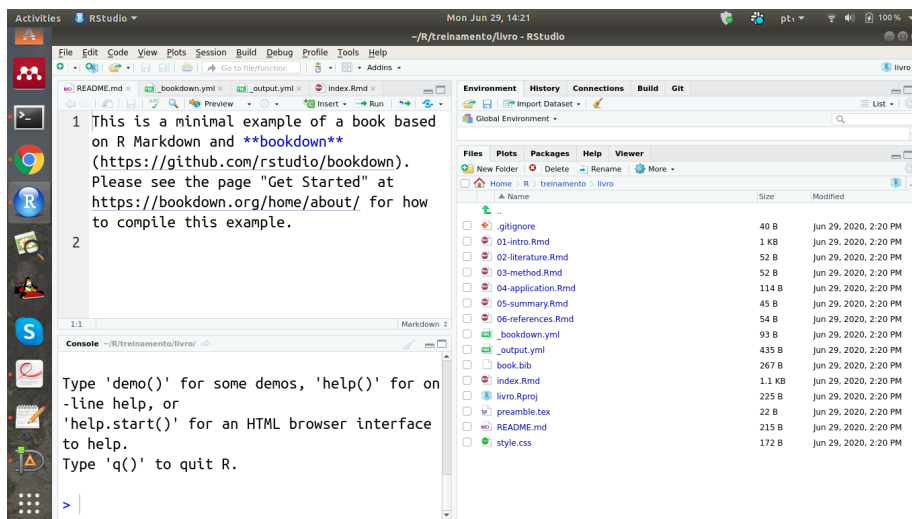 Activities
RStudio
Mon Jun 29, 14:21
pt₁
100 %
~/R/treinamento/livro - RStudio
File Edit Code View Plots Session Build Debug Profile Tools Help
Go to file/function
Addins
livro
README.md
_bookdown.yml
_output.yml
index.Rmd
Preview
Insert
Run
1 This is a minimal example of a book based
on R Markdown and **bookdown**
(https://github.com/rstudio/bookdown).
Please see the page "Get Started" at
https://bookdown.org/home/about/ for how
to compile this example.
2
1:1
Markdown
Console ~/R/treinamento/livro/
Type 'demo()' for some demos, 'help()' for on
-line help, or
'help.start()' for an HTML browser interface
to help.
Type 'q()' to quit R.
>
Environment History Connections Build Git
Import Dataset
List
Global Environment
Files Plots Packages Help Viewer
New Folder Delete Rename More
Home > R > treinamento > livro
Name Size Modified
..
.gitignore 40 B Jun 29, 2020, 2:20 PM
01-intro.Rmd 1 KB Jun 29, 2020, 2:20 PM
02-literature.Rmd 52 B Jun 29, 2020, 2:20 PM
03-method.Rmd 52 B Jun 29, 2020, 2:20 PM
04-application.Rmd 114 B Jun 29, 2020, 2:20 PM
05-summary.Rmd 45 B Jun 29, 2020, 2:20 PM
06-references.Rmd 54 B Jun 29, 2020, 2:20 PM
_bookdown.yml 93 B Jun 29, 2020, 2:20 PM
_output.yml 435 B Jun 29, 2020, 2:20 PM
book.bib 267 B Jun 29, 2020, 2:20 PM
index.Rmd 1.1 KB Jun 29, 2020, 2:20 PM
livro.Rproj 225 B Jun 29, 2020, 2:20 PM
preamble.tex 22 B Jun 29, 2020, 2:20 PM
README.md 215 B Jun 29, 2020, 2:20 PM
style.css 172 B Jun 29, 2020, 2:20 PM